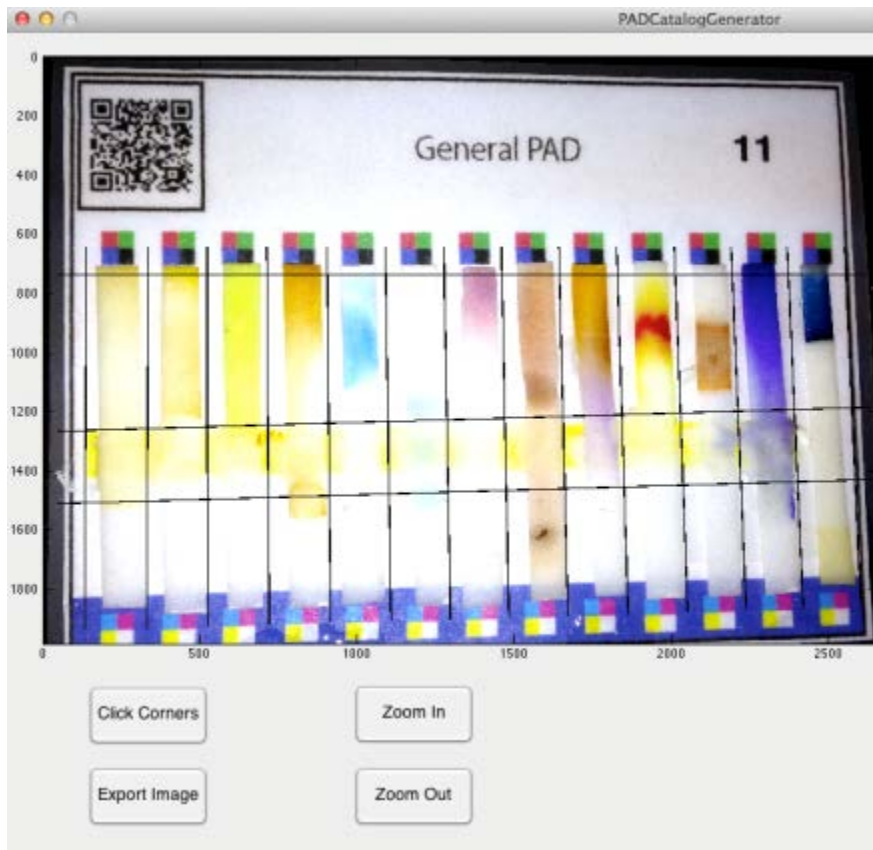 PADCatalogGenerator
0
200
General PAD 11
400
600
800
1000
1200
1400
1600
1800
0 500 1000 1500 2000 2500
Click Corners Zoom In
Export Image Zoom Out